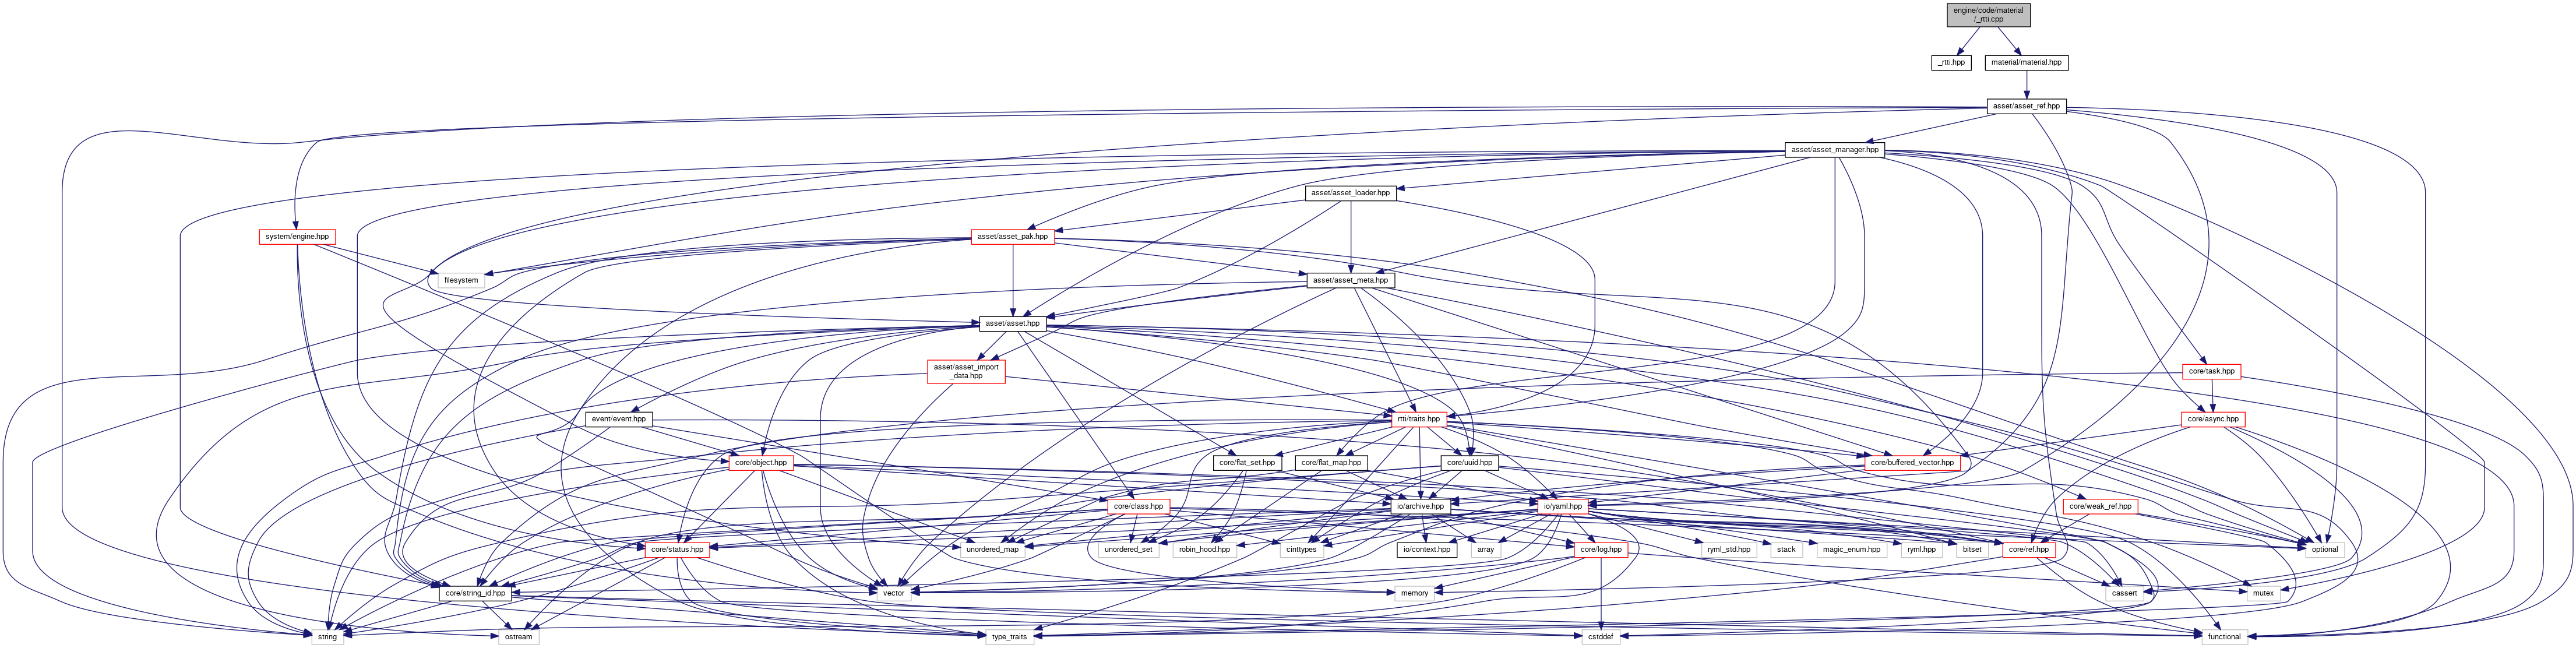 engine/code/material
/_rtti.cpp
_rtti.hpp
material/material.hpp
asset/asset_ref.hpp
asset/asset_manager.hpp
asset/asset_loader.hpp
system/engine.hpp
asset/asset_pak.hpp
filesystem
asset/asset_meta.hpp
asset/asset.hpp
asset/asset_import
_data.hpp
core/task.hpp
event/event.hpp
rtti/traits.hpp
core/async.hpp
core/object.hpp
core/flat_set.hpp
core/flat_map.hpp
core/uuid.hpp
core/buffered_vector.hpp
core/class.hpp
io/archive.hpp
io/yaml.hpp
core/weak_ref.hpp
core/status.hpp
unordered_map
unordered_set
robin_hood.hpp
cinttypes
io/context.hpp
array
core/log.hpp
ryml_std.hpp
stack
magic_enum.hpp
ryml.hpp
bitset
core/ref.hpp
optional
core/string_id.hpp
vector
memory
cassert
mutex
string
ostream
type_traits
cstddef
functional